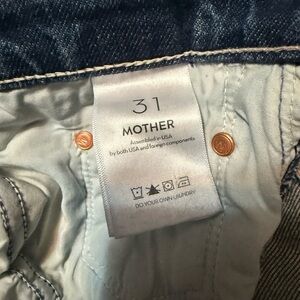 31
MOTHER
Assembled in USA
by both USA and foreign components
DO YOUR OWN LAUNDRY